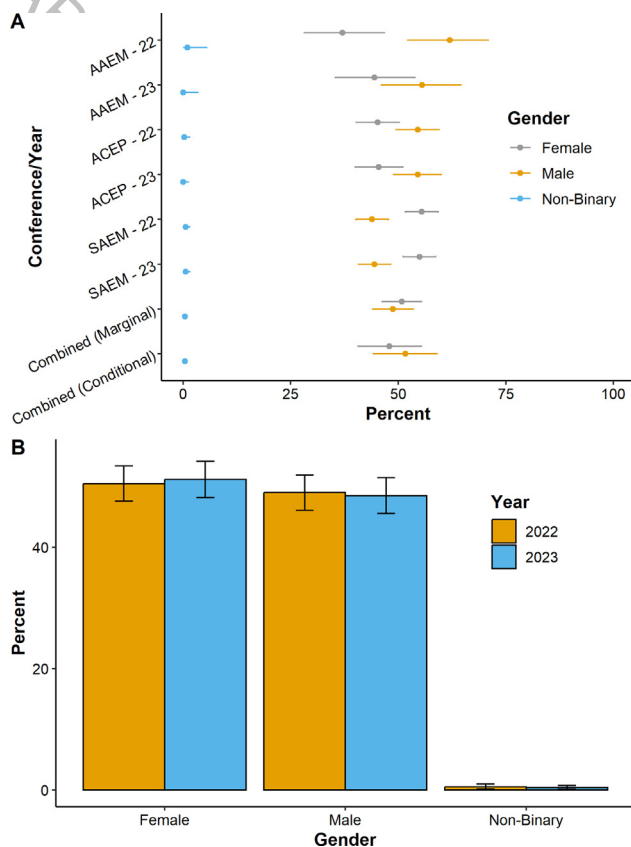 A
AAEM - 22
AAEM - 23
ACEP - 22
ACEP - 23
SAEM - 22
SAEM - 23
Combined (Marginal)
Combined (Conditional)
Conference/Year
0 25 50 75 100
Percent
Gender
Female
Male
Non-Binary
B
40
20
0
Percent
Year
2022
2023
Female Male Non-Binary
Gender